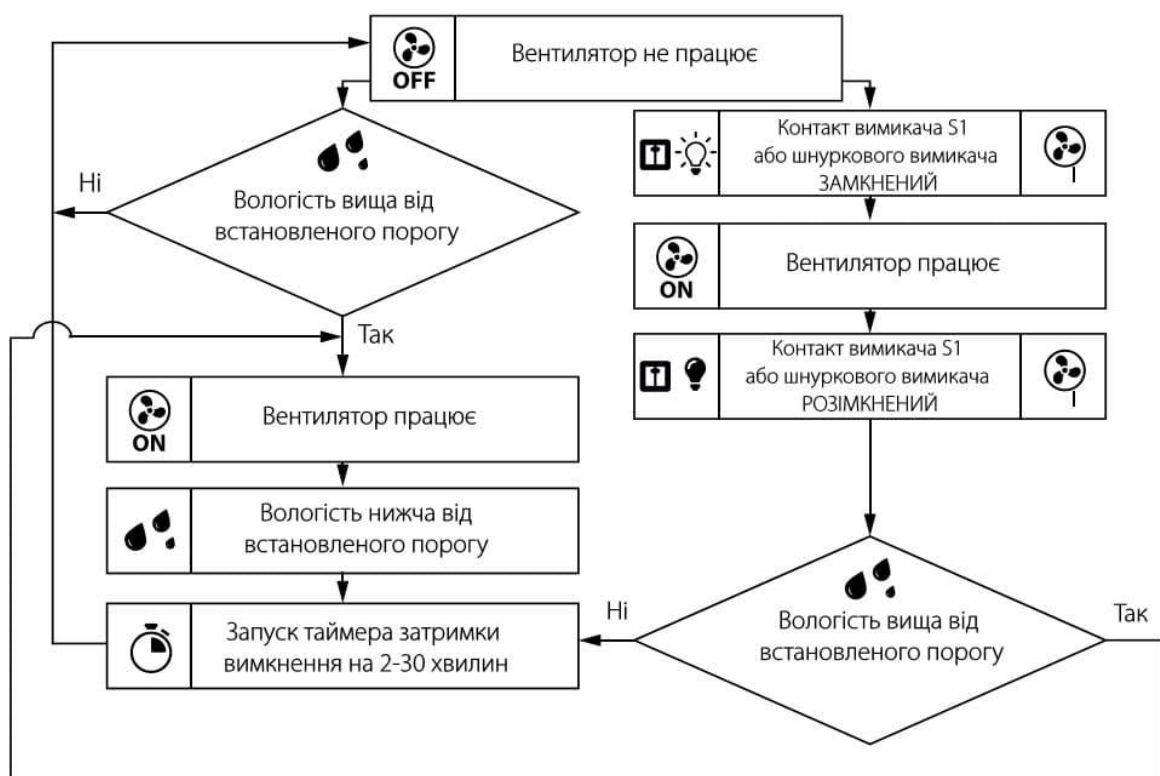 OFF
Вентилятор не працює
Вологість вища від
встановленого порогу
Ні
Так
ON
Вентилятор працює
Вологість нижча від
встановленого порогу
Запуск таймера затримки
вимкнення на 2-30 хвилин
Контакт вимикача S1
або шнуркового вимикача
ЗАМКНЕНИЙ
ON
Вентилятор працює
Контакт вимикача S1
або шнуркового вимикача
РОЗІМКНЕНИЙ
Вологість вища від
встановленого порогу
Ні
Так